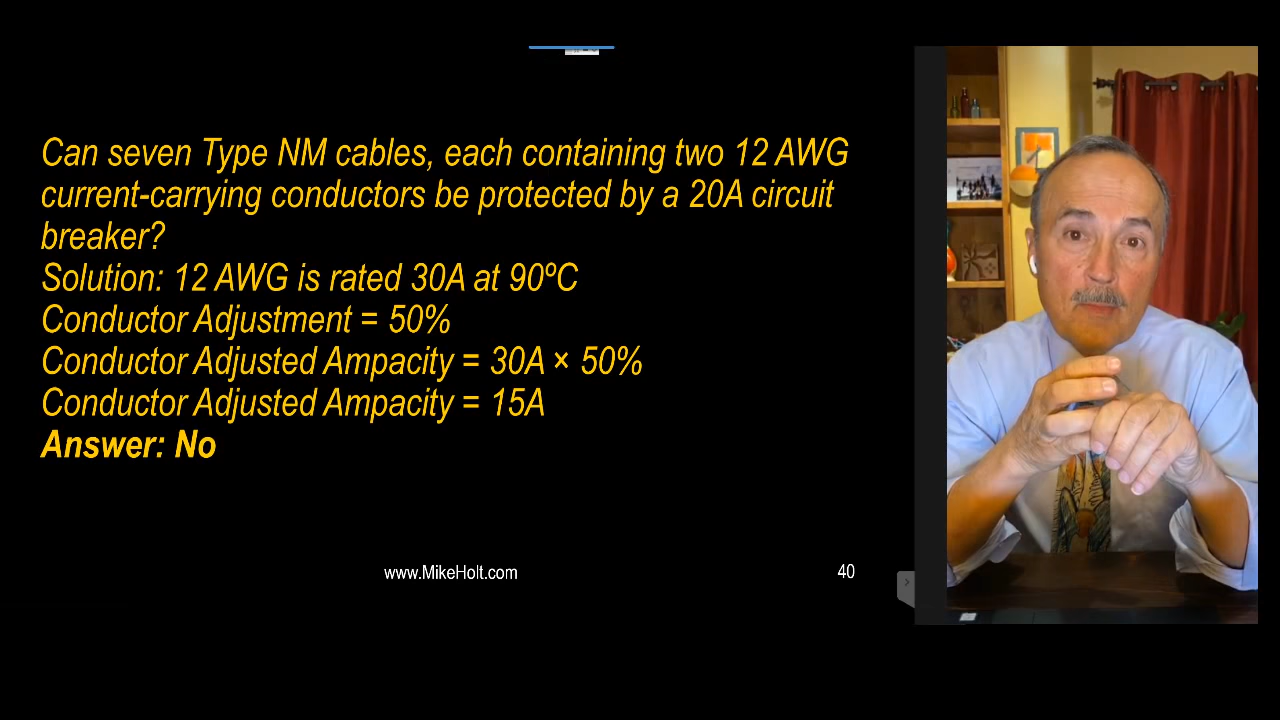 Can seven Type NM cables, each containing two 12 AWG
current-carrying conductors be protected by a 20A circuit
breaker?
Solution: 12 AWG is rated 30A at 90ºC
Conductor Adjustment = 50%
Conductor Adjusted Ampacity = 30A × 50%
Conductor Adjusted Ampacity = 15A
Answer: No
www.MikeHolt.com
40